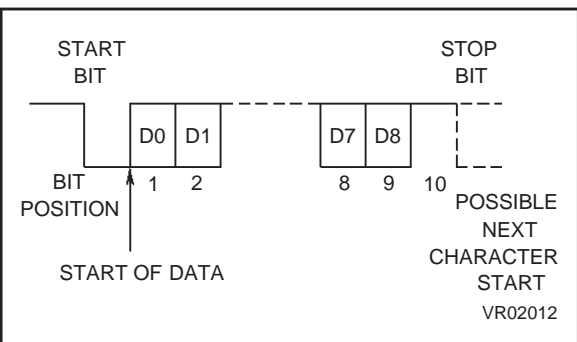 START
BIT
STOP
BIT
D0 D1 D7 D8
BIT
POSITION
1 2 8 9 10
POSSIBLE
NEXT
CHARACTER
START
START OF DATA
VR02012